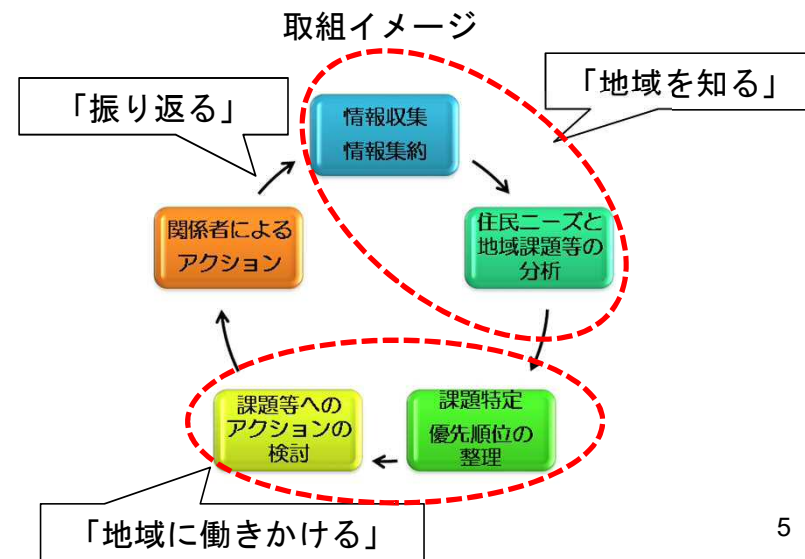 取組イメージ
「地域を知る」
「振り返る」
情報収集
情報集約
関係者による
アクション
住民ニーズと
地域課題等の
分析
課題等への
アクションの
検討
課題特定
優先順位の
整理
「地域に働きかける」
5